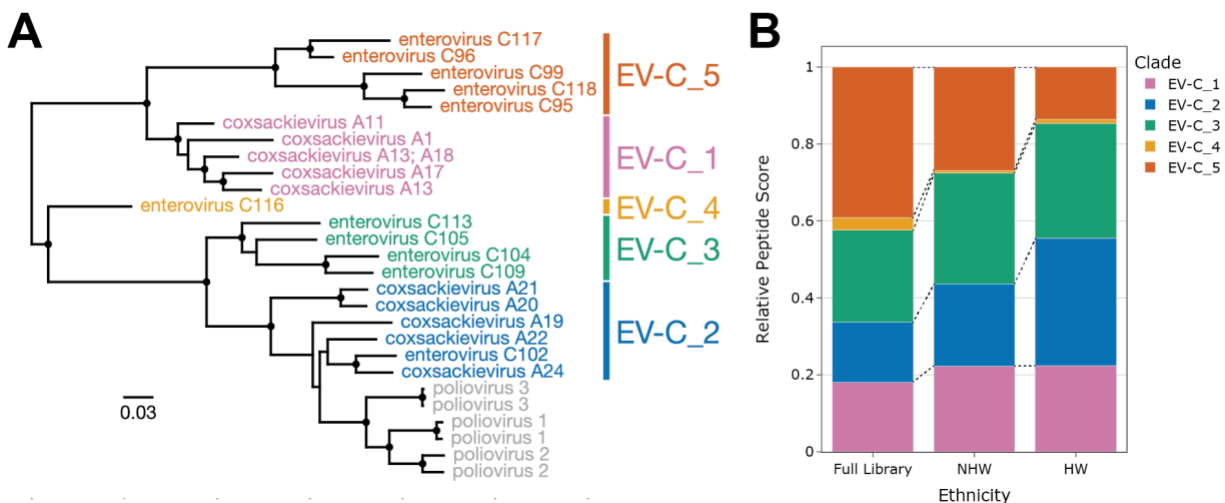 A
enterovirus C117
enterovirus C96
enterovirus C99
enterovirus C118
enterovirus C95
EV-C_5
coxsackievirus A11
coxsackievirus A1
coxsackievirus A13; A18
coxsackievirus A17
coxsackievirus A13
EV-C_1
enterovirus C116
EV-C_4
enterovirus C113
enterovirus C105
enterovirus C104
enterovirus C109
EV-C_3
coxsackievirus A21
coxsackievirus A20
coxsackievirus A19
coxsackievirus A22
enterovirus C102
coxsackievirus A24
EV-C_2
poliovirus 3
poliovirus 3
poliovirus 1
poliovirus 1
poliovirus 2
poliovirus 2
0.03
B
Relative Peptide Score
1
0.8
0.6
0.4
0.2
0
Full Library
NHW
HW
Ethnicity
Clade
EV-C_1
EV-C_2
EV-C_3
EV-C_4
EV-C_5